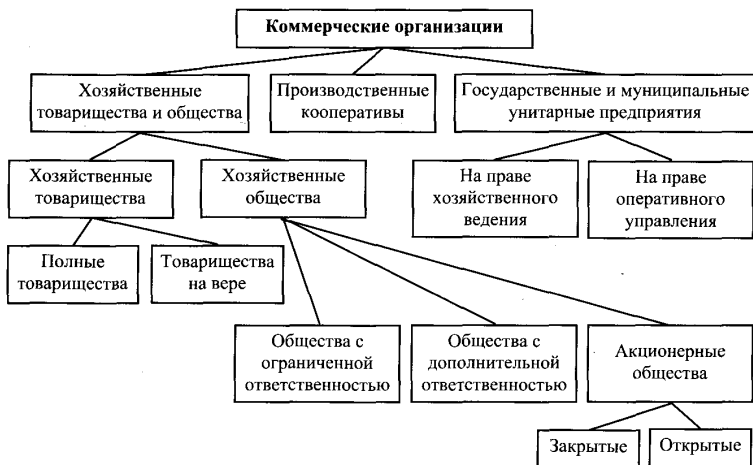 Коммерческие организации
Хозяйственные
товарищества и общества
Производственные
кооперативы
Государственные и муниципальные
унитарные предприятия
Хозяйственные
товарищества
Хозяйственные
общества
На праве
хозяйственного
ведения
На праве
оперативного
управления
Полные
товарищества
Товарищества
на вере
Общества с
ограниченной
ответственностью
Общества с
дополнительной
ответственностью
Акционерные
общества
Закрытые
Открытые